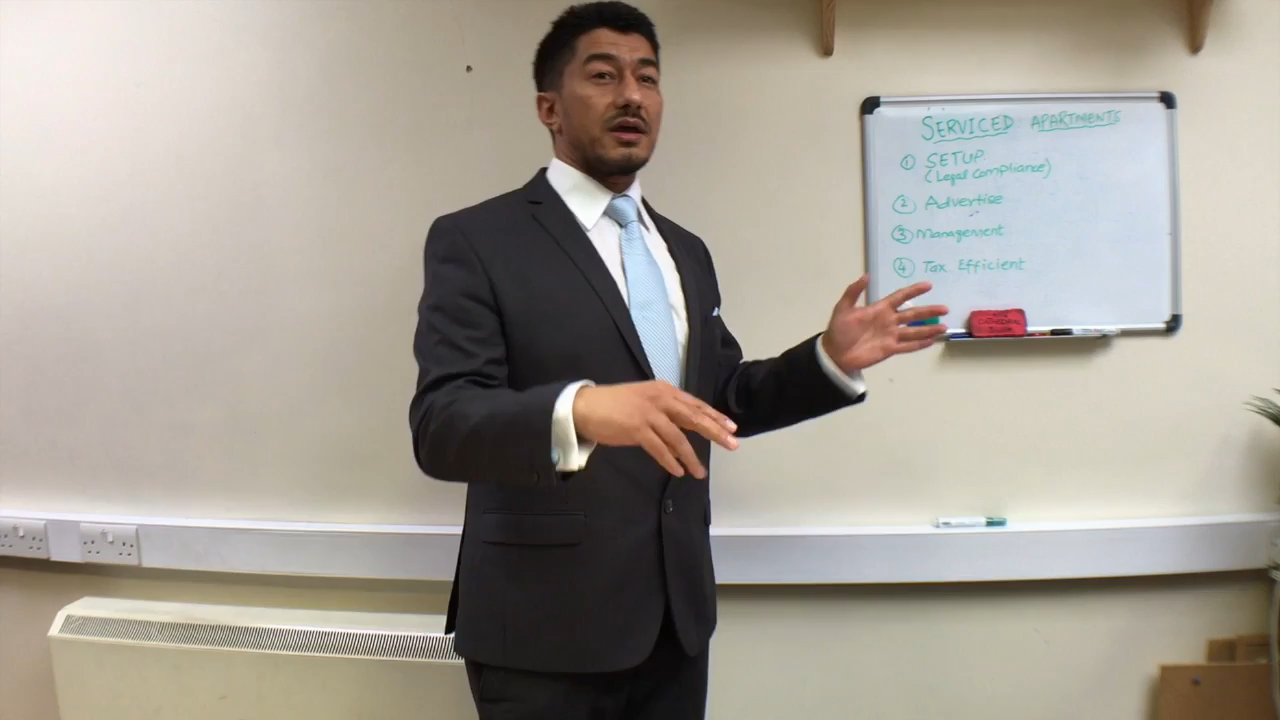 SERVICED APARTMENTS
① SETUP
(Legal Compliance)
② Advertise
③ Management
④ Tax Efficient